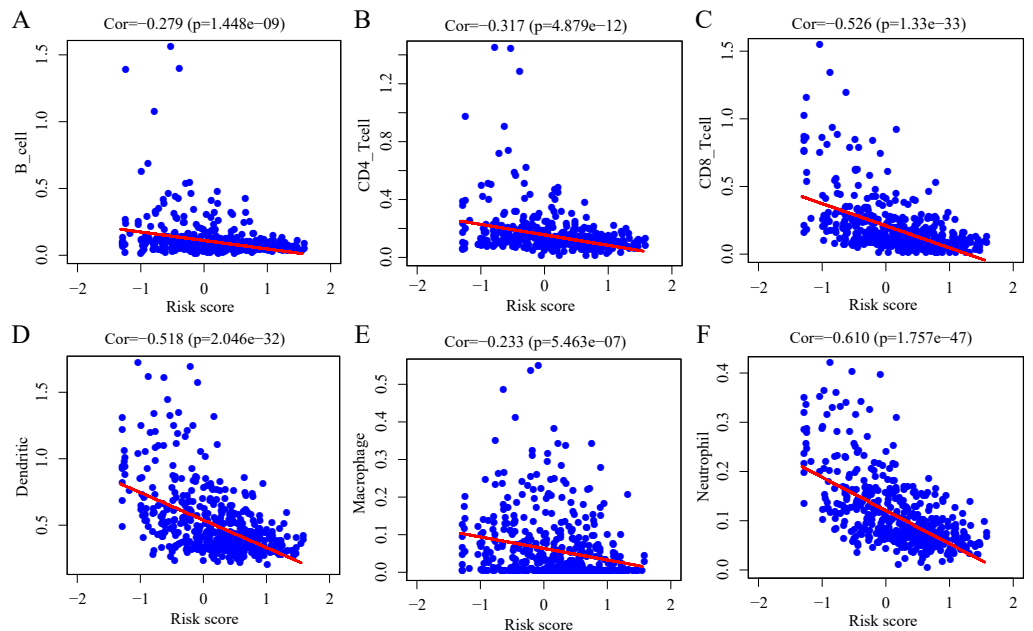 A
Cor=−0.279 (p=1.448e−09)
B_cell
0.0
0.5
1.0
1.5
−2
−1
0
1
2
Risk score
B
Cor=−0.317 (p=4.879e−12)
CD4_Tcell
0.0
0.4
0.8
1.2
−2
−1
0
1
2
Risk score
C
Cor=−0.526 (p=1.33e−33)
CD8_Tcell
0.0
0.5
1.0
1.5
−2
−1
0
1
2
Risk score
D
Cor=−0.518 (p=2.046e−32)
Dendritic
0.5
1.0
1.5
−2
−1
0
1
2
Risk score
E
Cor=−0.233 (p=5.463e−07)
Macrophage
0.0
0.1
0.2
0.3
0.4
0.5
−2
−1
0
1
2
Risk score
F
Cor=−0.610 (p=1.757e−47)
Neutrophil
0.0
0.1
0.2
0.3
0.4
−2
−1
0
1
2
Risk score